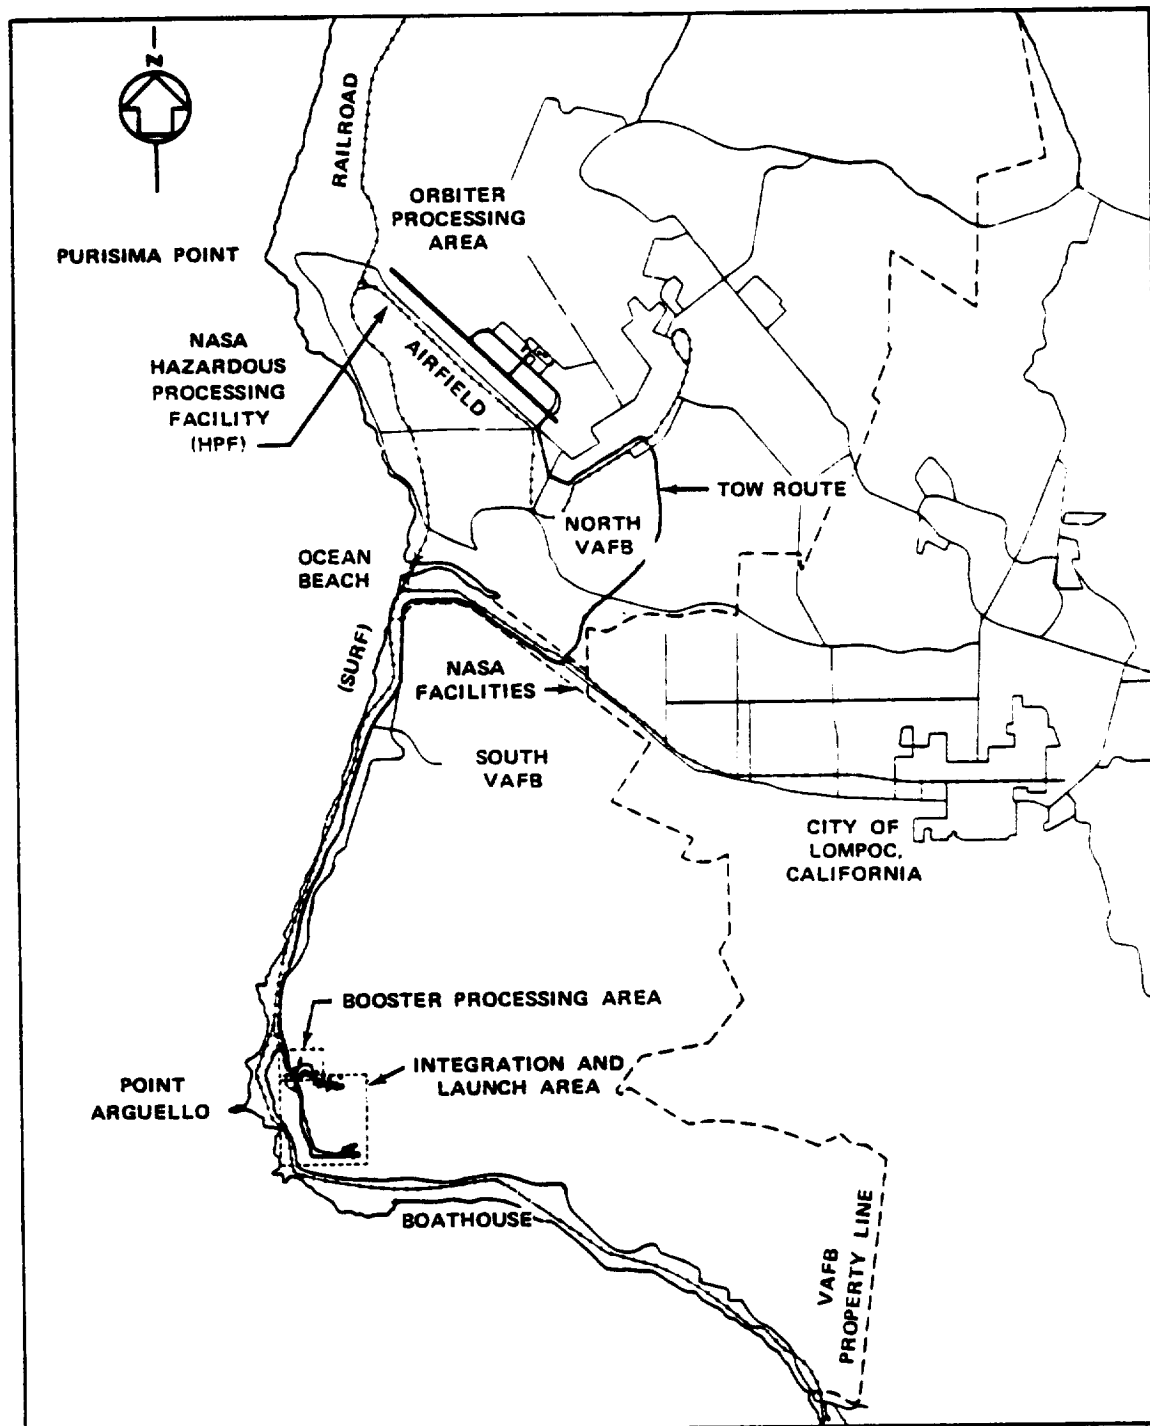 N
RAILROAD
ORBITER
PROCESSING
AREA
PURISIMA POINT
NASA
HAZARDOUS
PROCESSING
FACILITY
(HPF)
AIRFIELD
TOW ROUTE
NORTH
VAFB
OCEAN
BEACH
(SURF)
NASA
FACILITIES
SOUTH
VAFB
CITY OF
LOMPOC,
CALIFORNIA
BOOSTER PROCESSING AREA
INTEGRATION AND
LAUNCH AREA
POINT
ARGUELLO
BOATHOUSE
VAFB
PROPERTY LINE